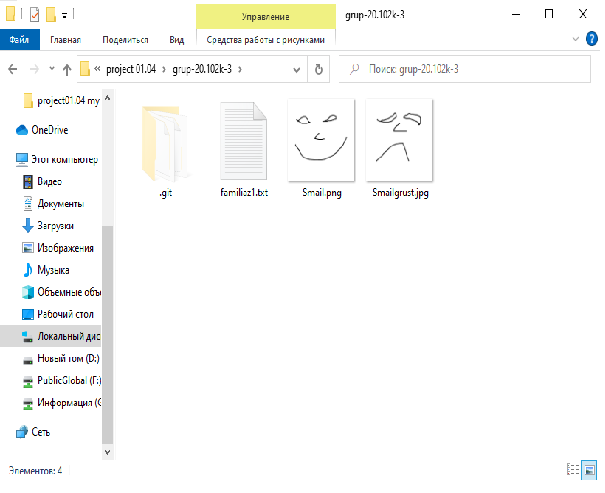 Управление
grup-20.102k-3
Файл
Главная
Поделиться
Вид
Средства работы с рисунками
« project 01.04 > grup-20.102k-3 >
Поиск: grup-20.102k-3
project01.04 my
OneDrive
Этот компьютер
Видео
Документы
Загрузки
Изображения
Музыка
Объемные объ
Рабочий стол
Локальный дис
Новый том (D:)
PublicGlobal (F:)
Информация (G
Сеть
.git
familiez1.txt
Smail.png
Smailgrust.jpg
Элементов: 4